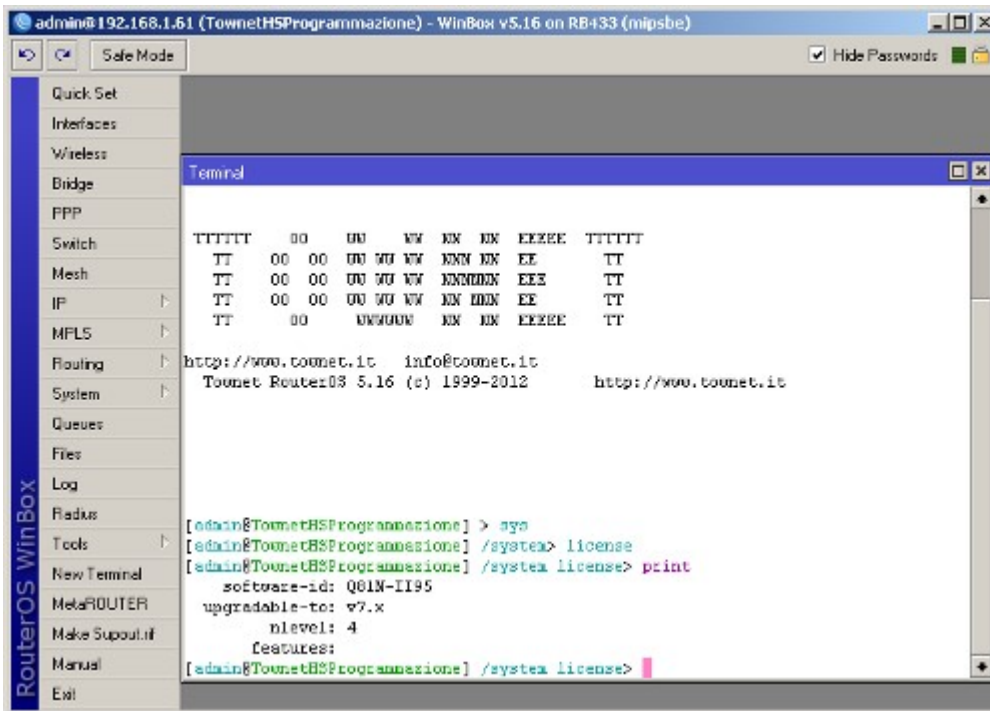 admin@192.168.1.61 (TownetHSProgrammazione) - WinBox v5.16 on RB433 (mipsbe)
Safe Mode
Hide Passwords
Quick Set
Interfaces
Wireless
Bridge
PPP
Switch
Mesh
IP
MPLS
Routing
System
Queues
Files
Log
Radius
Tools
New Terminal
MetaROUTER
Make Supout.rif
Manual
Exit
RouterOS WinBox
Terminal
TTTTTT    OO    WW    WW  NN  NN  EEEEE  TTTTTT
TT    OO  OO  WW WW WW  NNN NN  EE       TT
TT    OO  OO  WW WW WW  NNNNNN  EEE      TT
TT    OO  OO  WW WW WW  NN NNN  EE       TT
TT      OO     WWWWWW   NN  NN  EEEEE    TT
http://www.townet.it   info@townet.it
Townet RouterOS 5.16 (c) 1999-2012       http://www.townet.it
[admin@TownetHSProgrammazione] > sys
[admin@TownetHSProgrammazione] /system> license
[admin@TownetHSProgrammazione] /system license> print
software-id: Q81N-II95
upgradable-to: v7.x
nlevel: 4
features:
[admin@TownetHSProgrammazione] /system license>